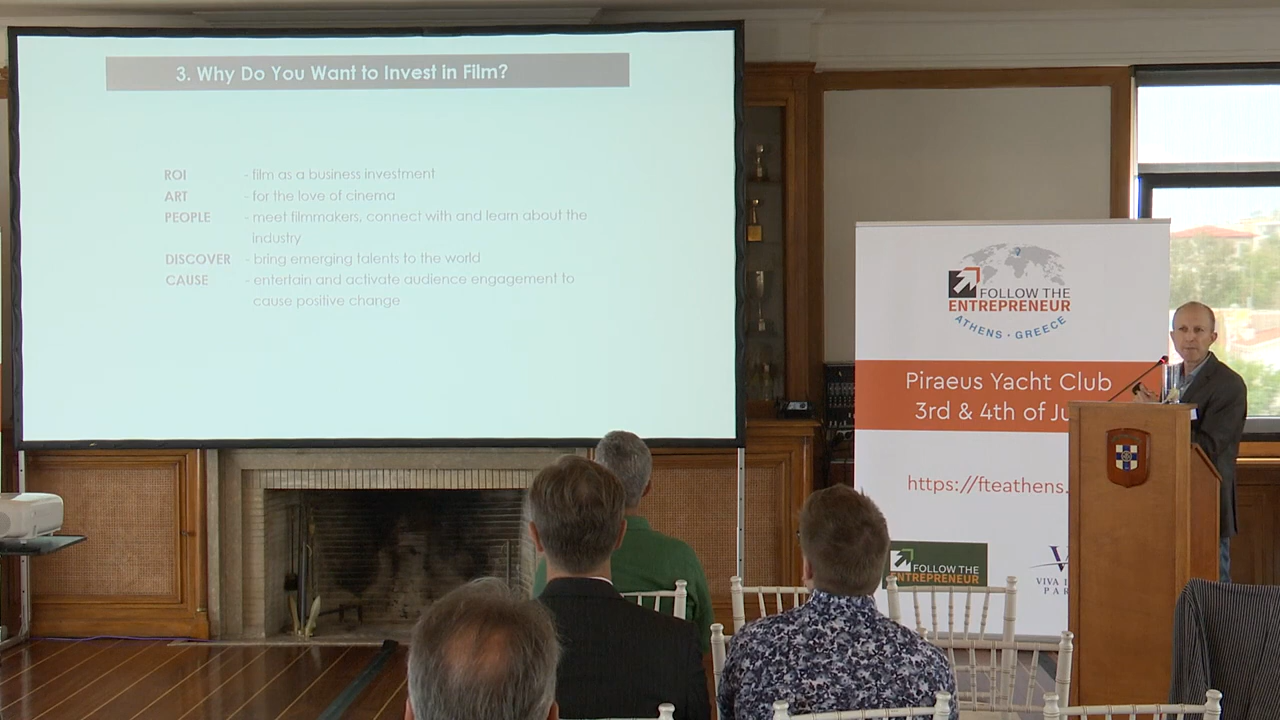 3. Why Do You Want to Invest in Film?
ROI - film as a business investment
ART - for the love of cinema
PEOPLE - meet filmmakers, connect with and learn about the
industry
DISCOVER - bring emerging talents to the world
CAUSE - entertain and activate audience engagement to
cause positive change
FOLLOW THE
ENTREPRENEUR
ATHENS · GREECE
Piraeus Yacht Club
3rd & 4th of
https://fteathens.
FOLLOW THE
ENTREPRENEUR
VIVA